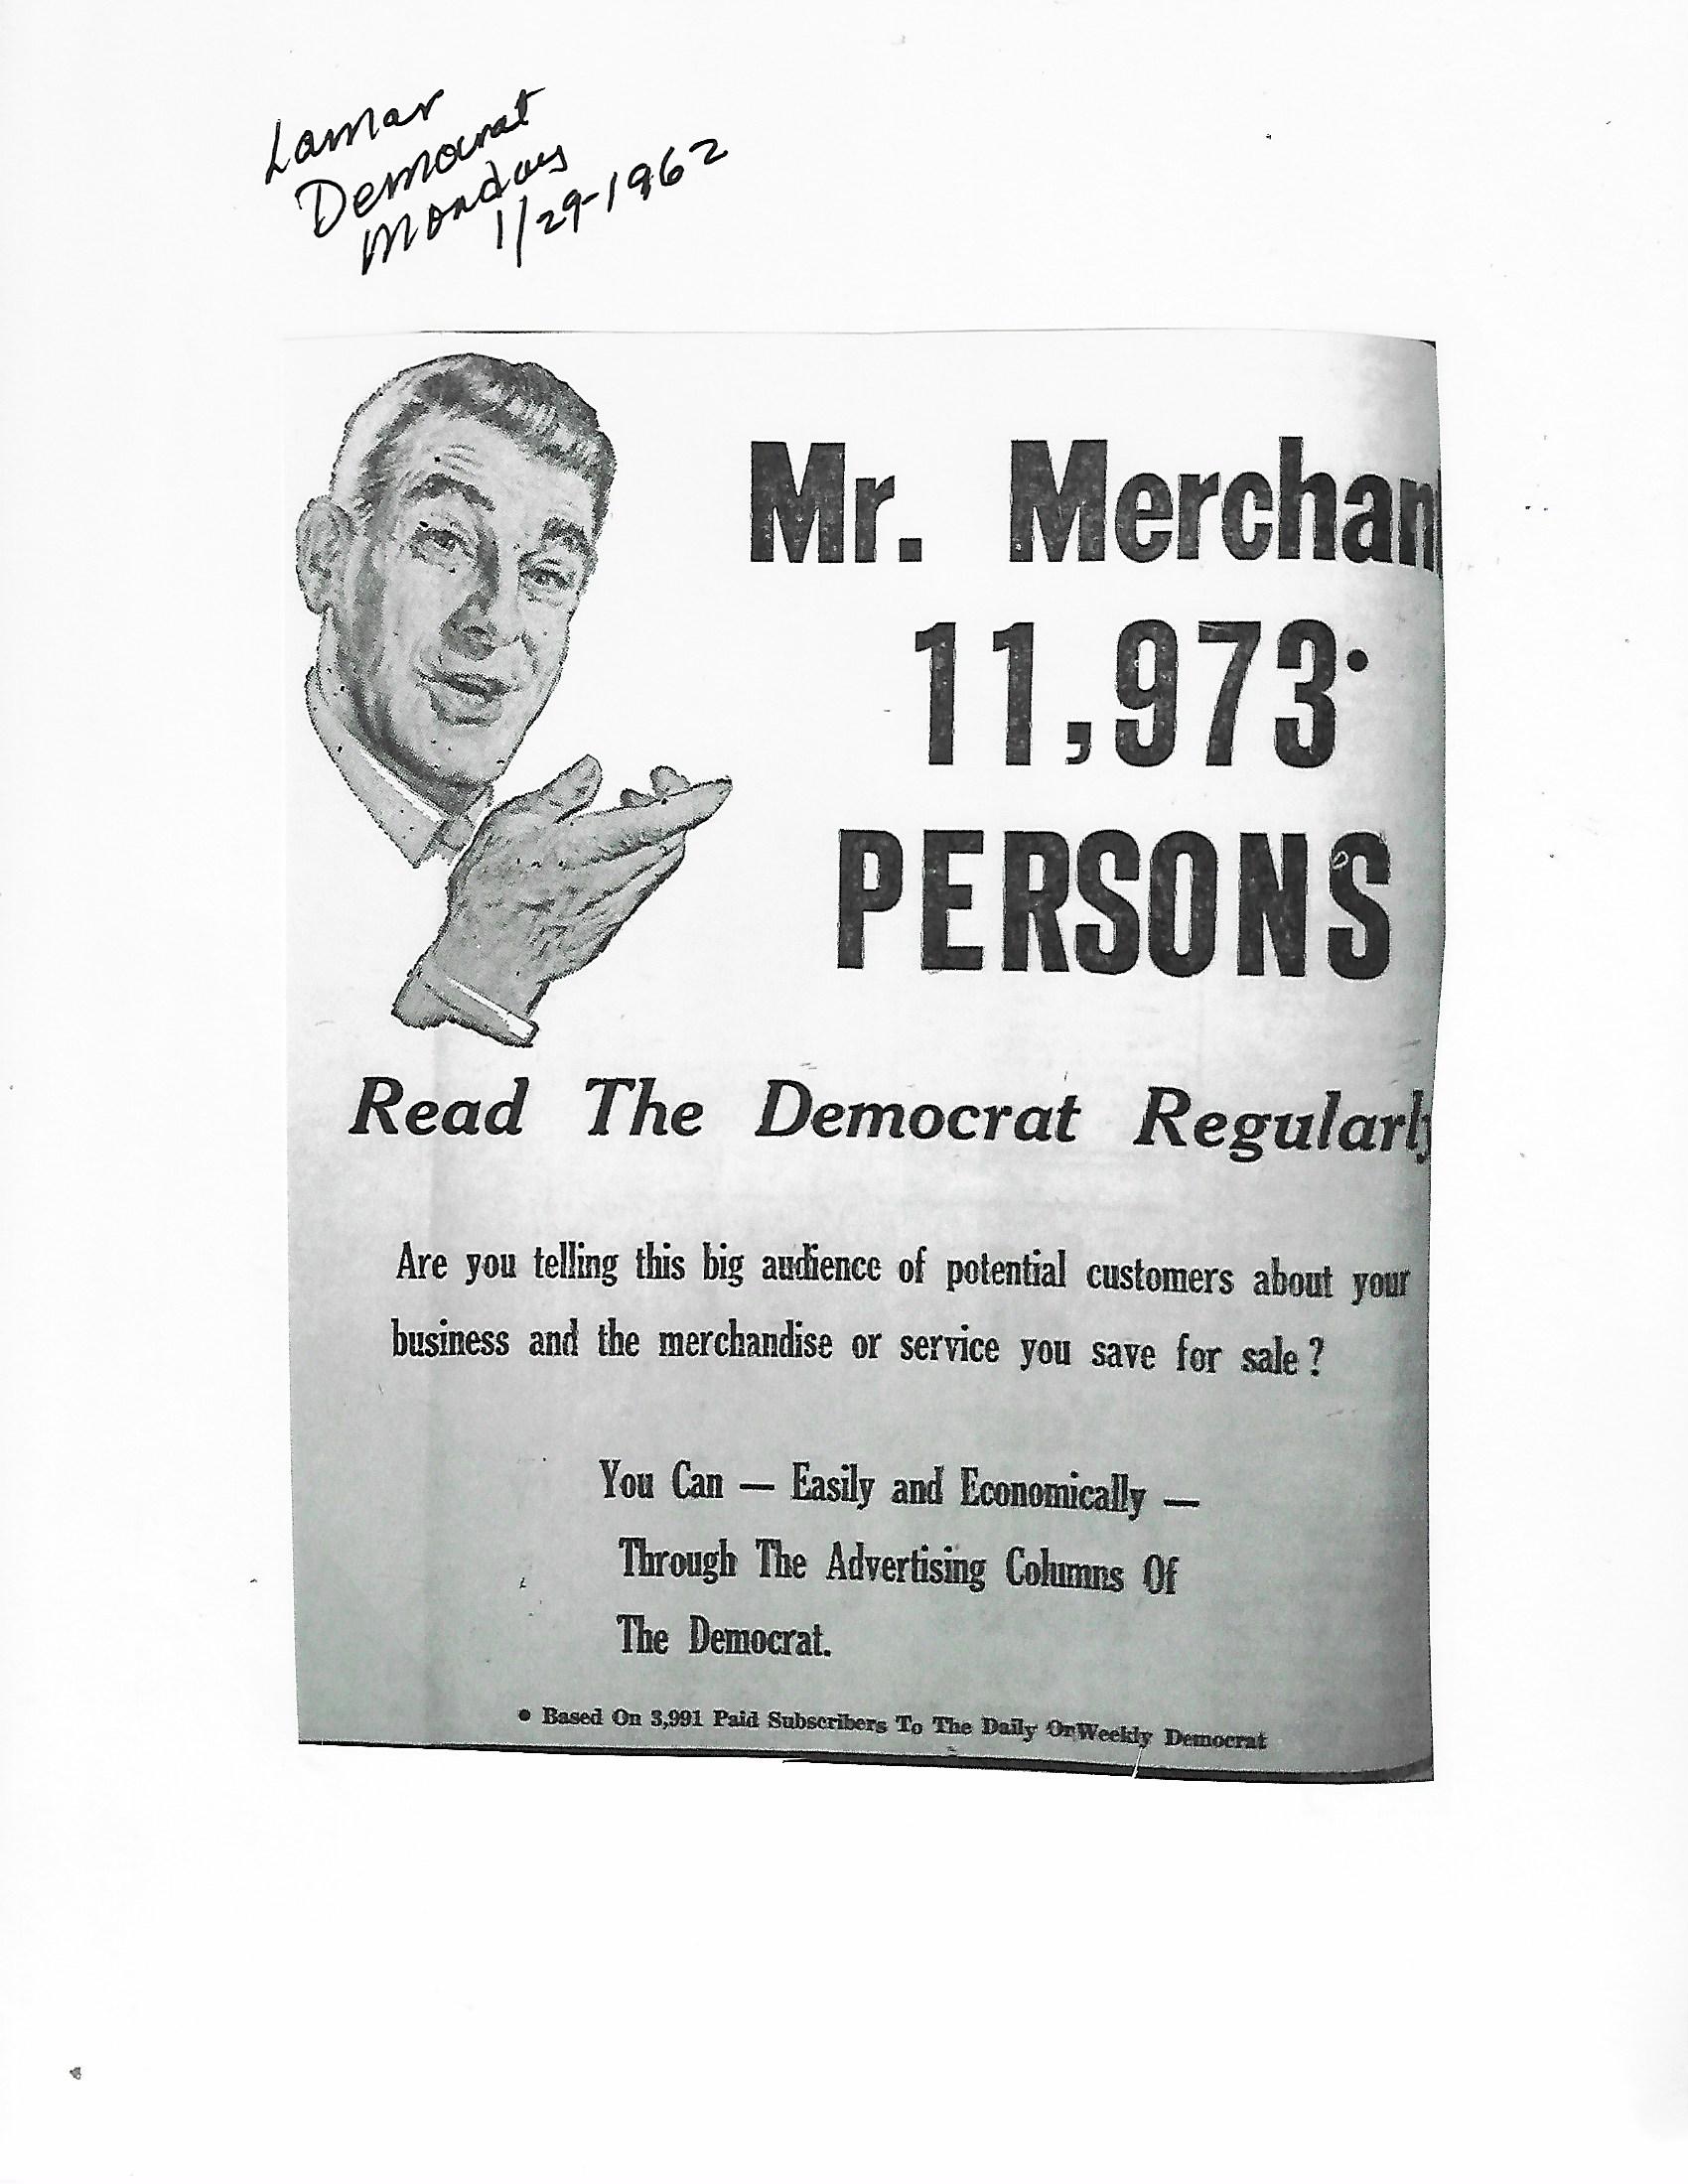 Lamar
Democrat
Monday
1/29-1962
Mr. Merchan
11,973•
PERSONS
Read The Democrat Regularly
Are you telling this big audience of potential customers about your
business and the merchandise or service you save for sale?
You Can — Easily and Economically —
Through The Advertising Columns Of
The Democrat.
• Based On 3,991 Paid Subscribers To The Daily Or Weekly Democrat